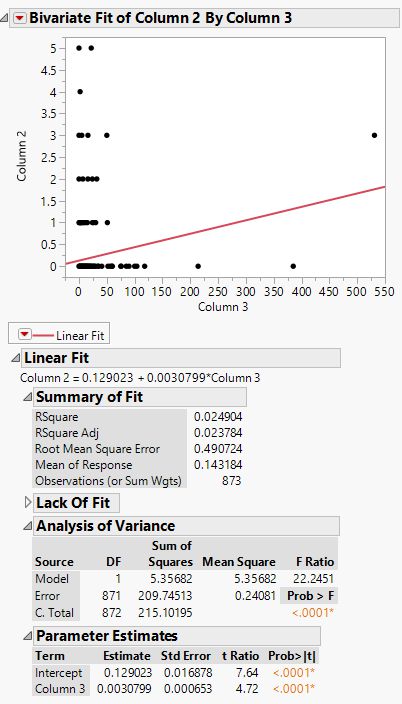 Bivariate Fit of Column 2 By Column 3
5
4.5
4
3.5
3
2.5
2
1.5
1
0.5
0
Column 2
0 50 100 150 200 250 300 350 400 450 500 550
Column 3
Linear Fit
Linear Fit
Column 2 = 0.129023 + 0.0030799*Column 3
Summary of Fit
RSquare 0.024904
RSquare Adj 0.023784
Root Mean Square Error 0.490724
Mean of Response 0.143184
Observations (or Sum Wgts) 873
Lack Of Fit
Analysis of Variance
Sum of
Source DF Squares Mean Square F Ratio
Model 1 5.35682 5.35682 22.2451
Error 871 209.74513 0.24081 Prob > F
C. Total 872 215.10195 <.0001*
Parameter Estimates
Term Estimate Std Error t Ratio Prob>|t|
Intercept 0.129023 0.016878 7.64 <.0001*
Column 3 0.0030799 0.000653 4.72 <.0001*